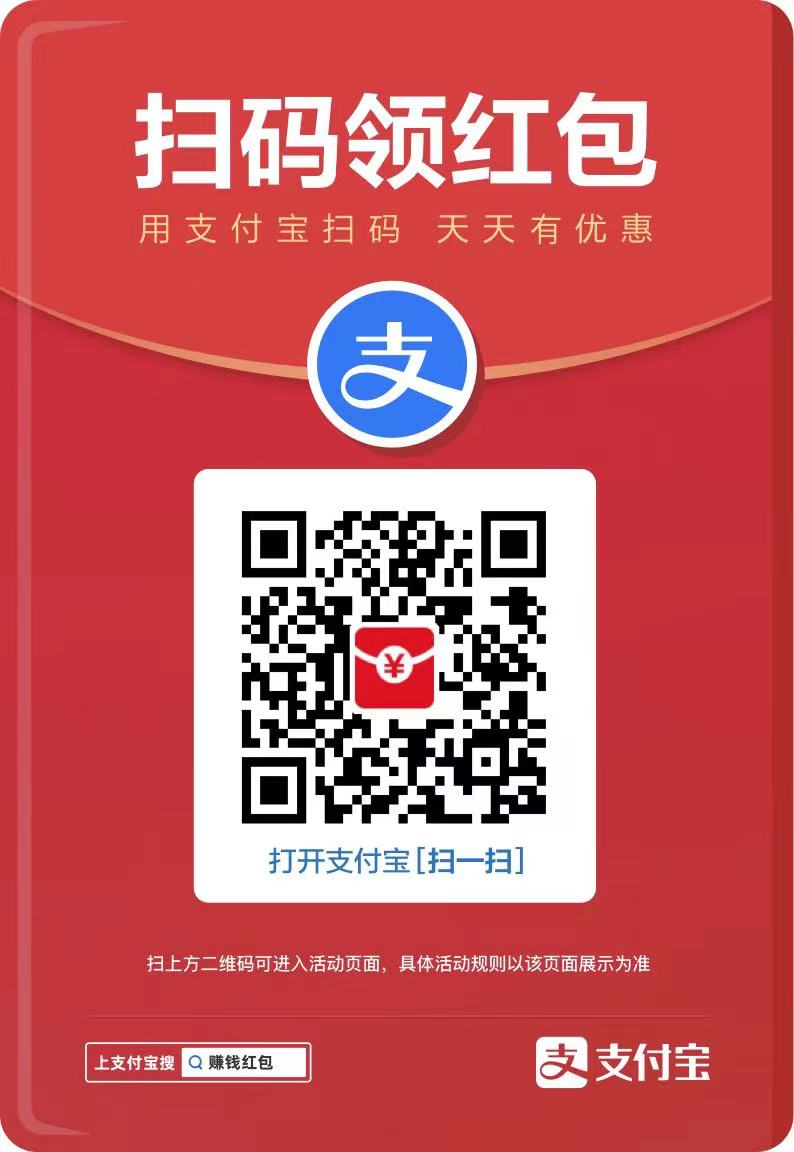 扫码领红包
用支付宝扫码 天天有优惠
支
¥
打开支付宝[扫一扫]
扫上方二维码可进入活动页面，具体活动规则以该页面展示为准
上支付宝搜 赚钱红包
支 支付宝